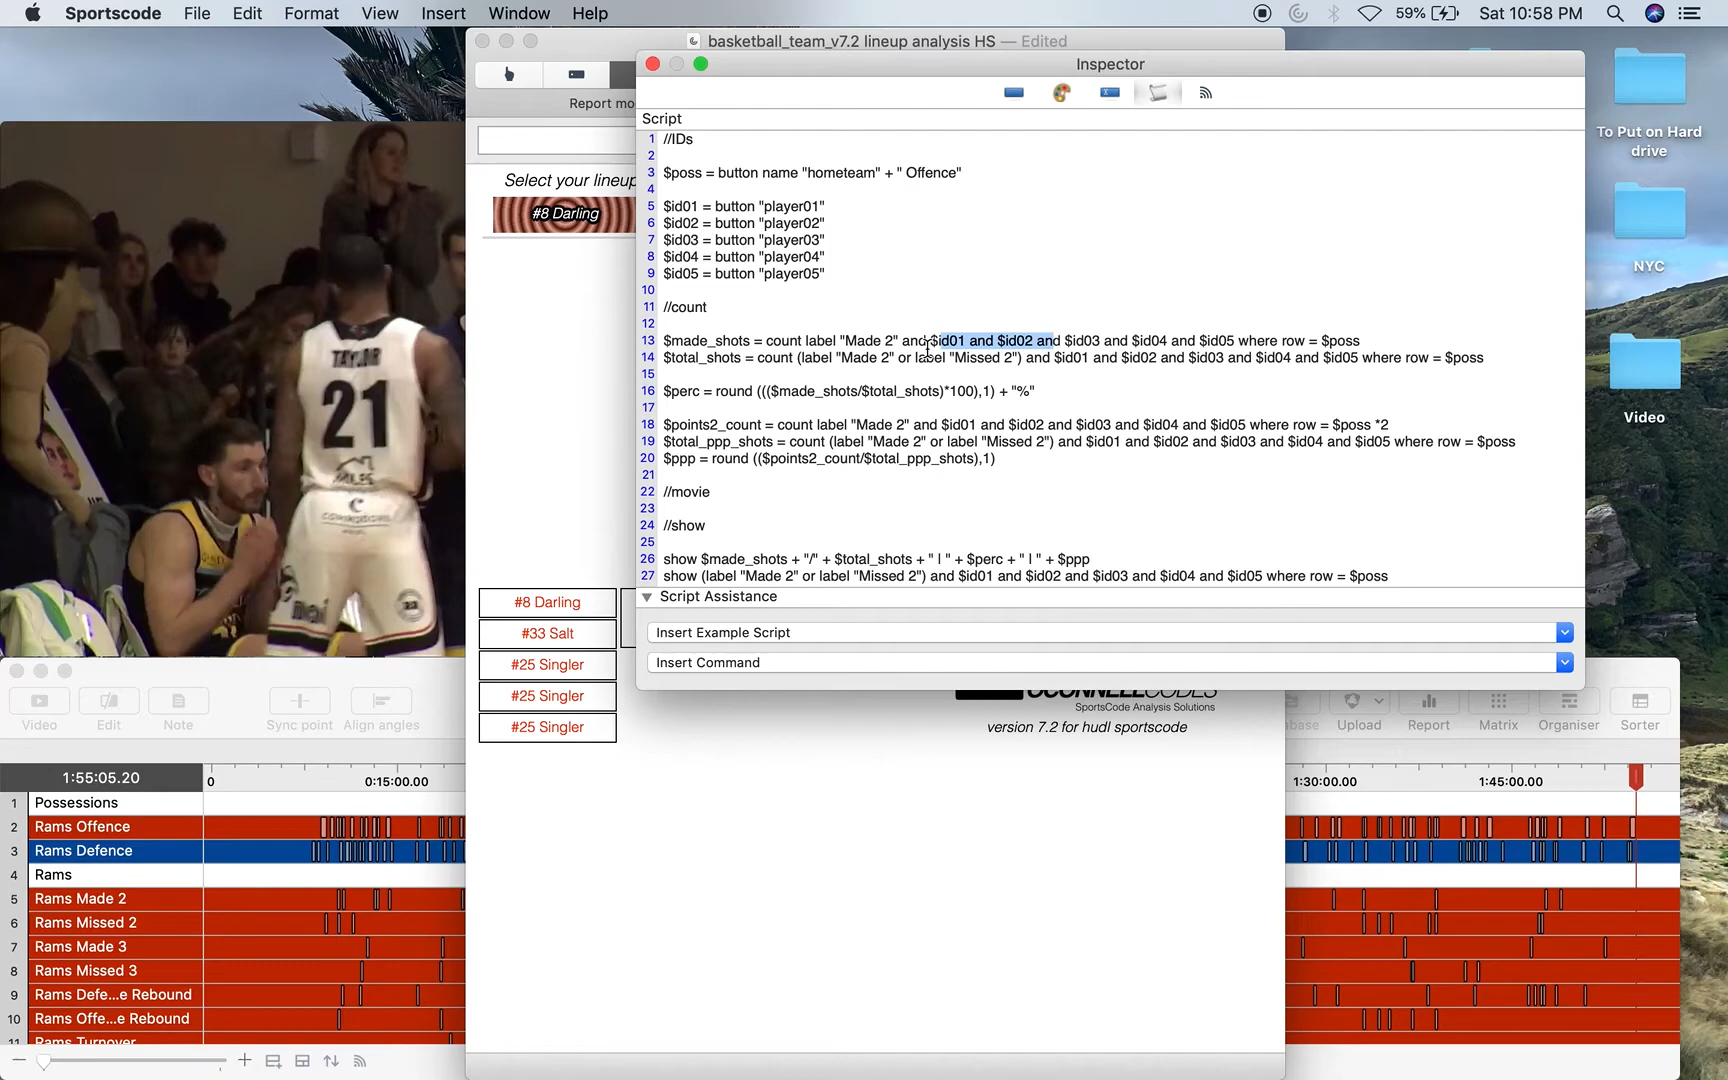 Sportscode File Edit Format View Insert Window Help 59% Sat 10:58 PM
basketball_team_v7.2 lineup analysis HS — Edited
Inspector
Report mo
Script
Select your lineup
#8 Darling
1 //IDs
2
3 $poss = button name "hometeam" + " Offence"
4
5 $id01 = button "player01"
6 $id02 = button "player02"
7 $id03 = button "player03"
8 $id04 = button "player04"
9 $id05 = button "player05"
10
11 //count
12
13 $made_shots = count label "Made 2" and $id01 and $id02 and $id03 and $id04 and $id05 where row = $poss
14 $total_shots = count (label "Made 2" or label "Missed 2") and $id01 and $id02 and $id03 and $id04 and $id05 where row = $poss
15
16 $perc = round ((($made_shots/$total_shots)*100),1) + "%"
17
18 $points2_count = count label "Made 2" and $id01 and $id02 and $id03 and $id04 and $id05 where row = $poss *2
19 $total_ppp_shots = count (label "Made 2" or label "Missed 2") and $id01 and $id02 and $id03 and $id04 and $id05 where row = $poss
20 $ppp = round (($points2_count/$total_ppp_shots),1)
21
22 //movie
23
24 //show
25
26 show $made_shots + "/" + $total_shots + " | " + $perc + " | " + $ppp
27 show (label "Made 2" or label "Missed 2") and $id01 and $id02 and $id03 and $id04 and $id05 where row = $poss
Script Assistance
Insert Example Script
Insert Command
To Put on Hard
drive
NYC
Video
TAYLOR
21
#8 Darling
#33 Salt
#25 Singler
#25 Singler
#25 Singler
OCONNELLCODES
SportsCode Analysis Solutions
version 7.2 for hudl sportscode
Video Edit Note Sync point Align angles
base Upload Report Matrix Organiser Sorter
1:55:05.20 0 0:15:00.00 1:30:00.00 1:45:00.00
1 Possessions
2 Rams Offence
3 Rams Defence
4 Rams
5 Rams Made 2
6 Rams Missed 2
7 Rams Made 3
8 Rams Missed 3
9 Rams Defe...e Rebound
10 Rams Offe...e Rebound
11 Rams Turnover